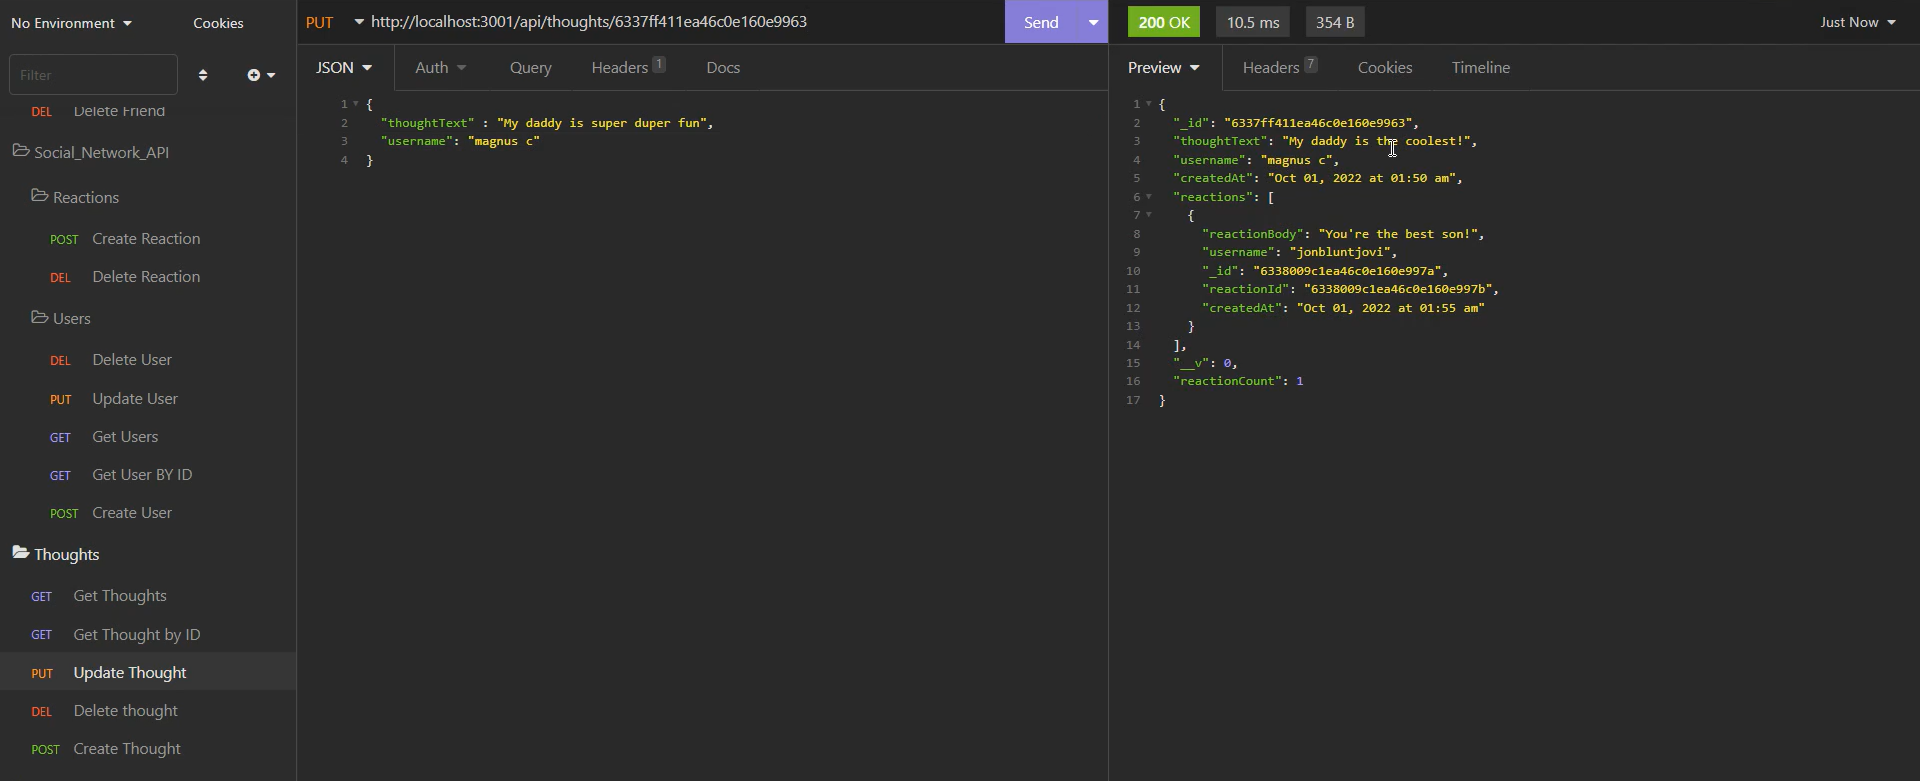 No Environment Cookies
Filter
DEL Delete Friend
Social_Network_API
Reactions
POST Create Reaction
DEL Delete Reaction
Users
DEL Delete User
PUT Update User
GET Get Users
GET Get User BY ID
POST Create User
Thoughts
GET Get Thoughts
GET Get Thought by ID
PUT Update Thought
DEL Delete thought
POST Create Thought
PUT http://localhost:3001/api/thoughts/6337ff411ea46c0e160e9963 Send
JSON Auth Query Headers 1 Docs
1 {
2 "thoughtText" : "My daddy is super duper fun",
3 "username": "magnus c"
4 }
200 OK 10.5 ms 354 B Just Now
Preview Headers 7 Cookies Timeline
1 {
2 "_id": "6337ff411ea46c0e160e9963",
3 "thoughtText": "My daddy is the coolest!",
4 "username": "magnus c",
5 "createdAt": "Oct 01, 2022 at 01:50 am",
6 "reactions": [
7 {
8 "reactionBody": "You're the best son!",
9 "username": "jonbluntjovi",
10 "_id": "6338009c1ea46c0e160e997a",
11 "reactionId": "6338009c1ea46c0e160e997b",
12 "createdAt": "Oct 01, 2022 at 01:55 am"
13 }
14 ],
15 "__v": 0,
16 "reactionCount": 1
17 }